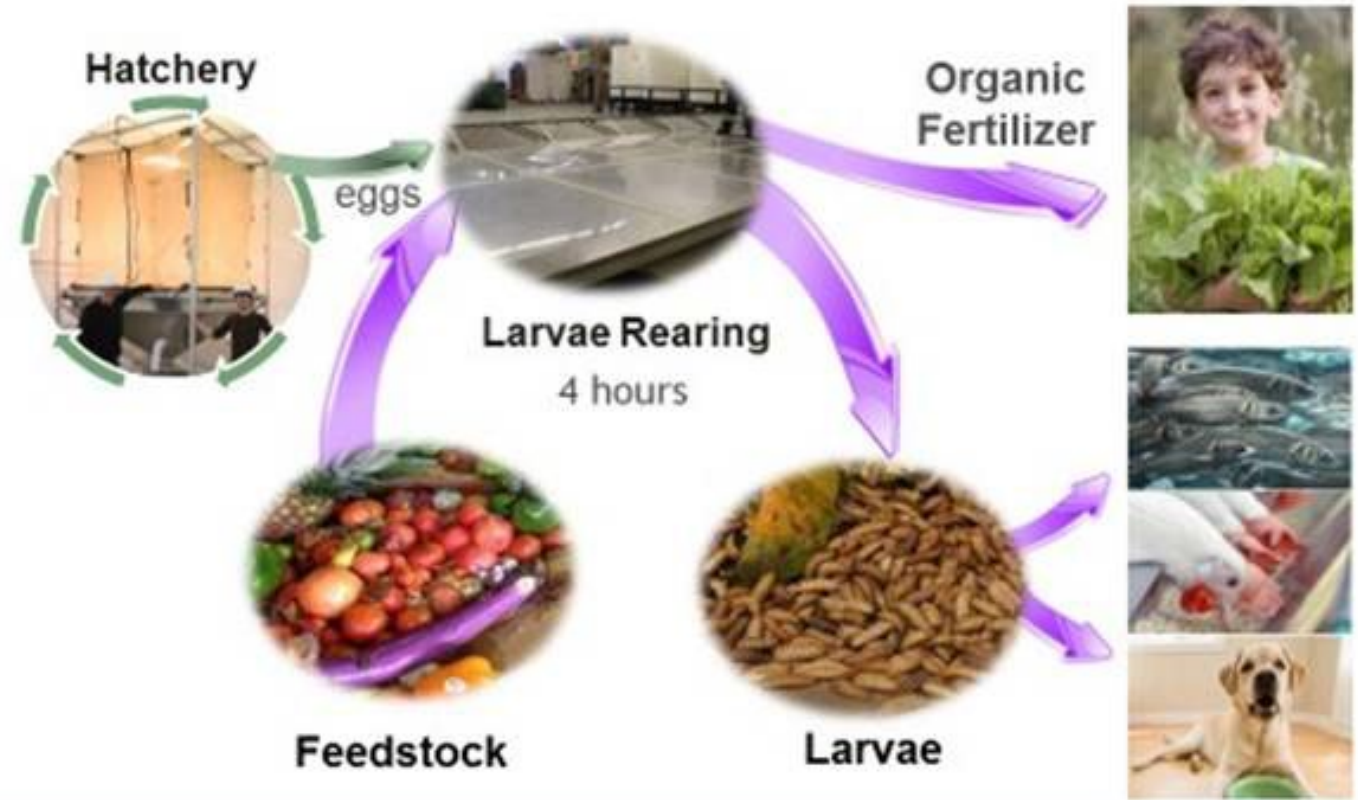 Hatchery
eggs
Organic
Fertilizer
Larvae Rearing
4 hours
Feedstock
Larvae